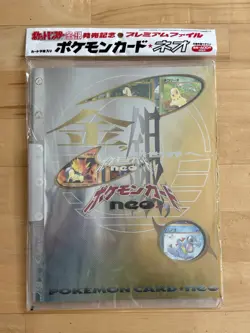 ポケットモンスター金・銀 発売記念 プレミアムファイル
ポケモンカード★ネオ
金銀
ポケモンカード
neo
POKÉMON CARD neo